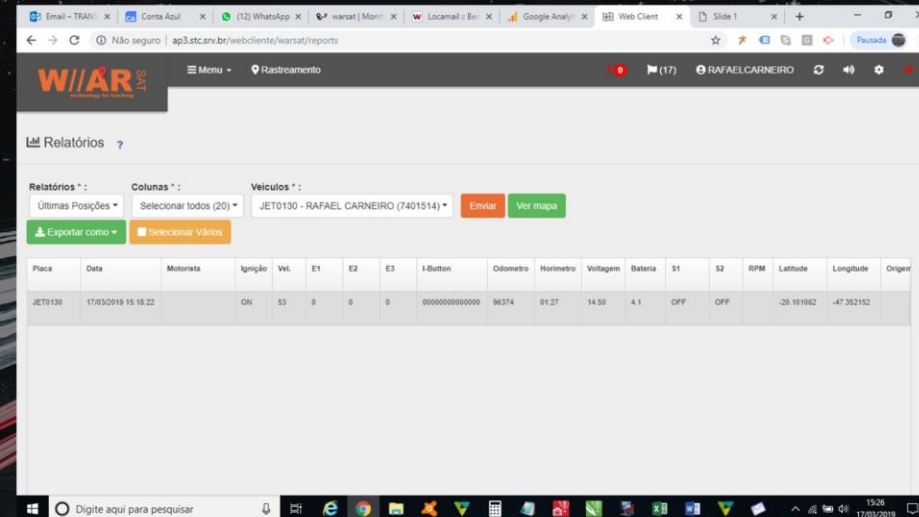 Email – TRANS
Conta Azul
(12) WhatsApp
warsat | Monit
Locamail :: Ber
Google Analyt
Web Client
Slide 1
Não seguro | ap3.stc.srv.br/webcliente/warsat/reports
Pausada
W//AR SAT
technology for tracking
Menu
Rastreamento
0
(17)
RAFAELCARNEIRO
Relatórios ?
Relatórios * :
Colunas * :
Veículos * :
Últimas Posições
Selecionar todos (20)
JET0130 - RAFAEL CARNEIRO (7401514)
Enviar
Ver mapa
Exportar como
Selecionar Vários
Placa Data Motorista Ignição Vel. E1 E2 E3 I-Button Odometro Horimetro Voltagem Bateria S1 S2 RPM Latitude Longitude Origem
JET0130 17/03/2019 15:18:22 ON 53 0 0 0 00000000000000 96374 01:27 14.50 4.1 OFF OFF -20.101062 -47.352152
Digite aqui para pesquisar
15:26
17/03/2019